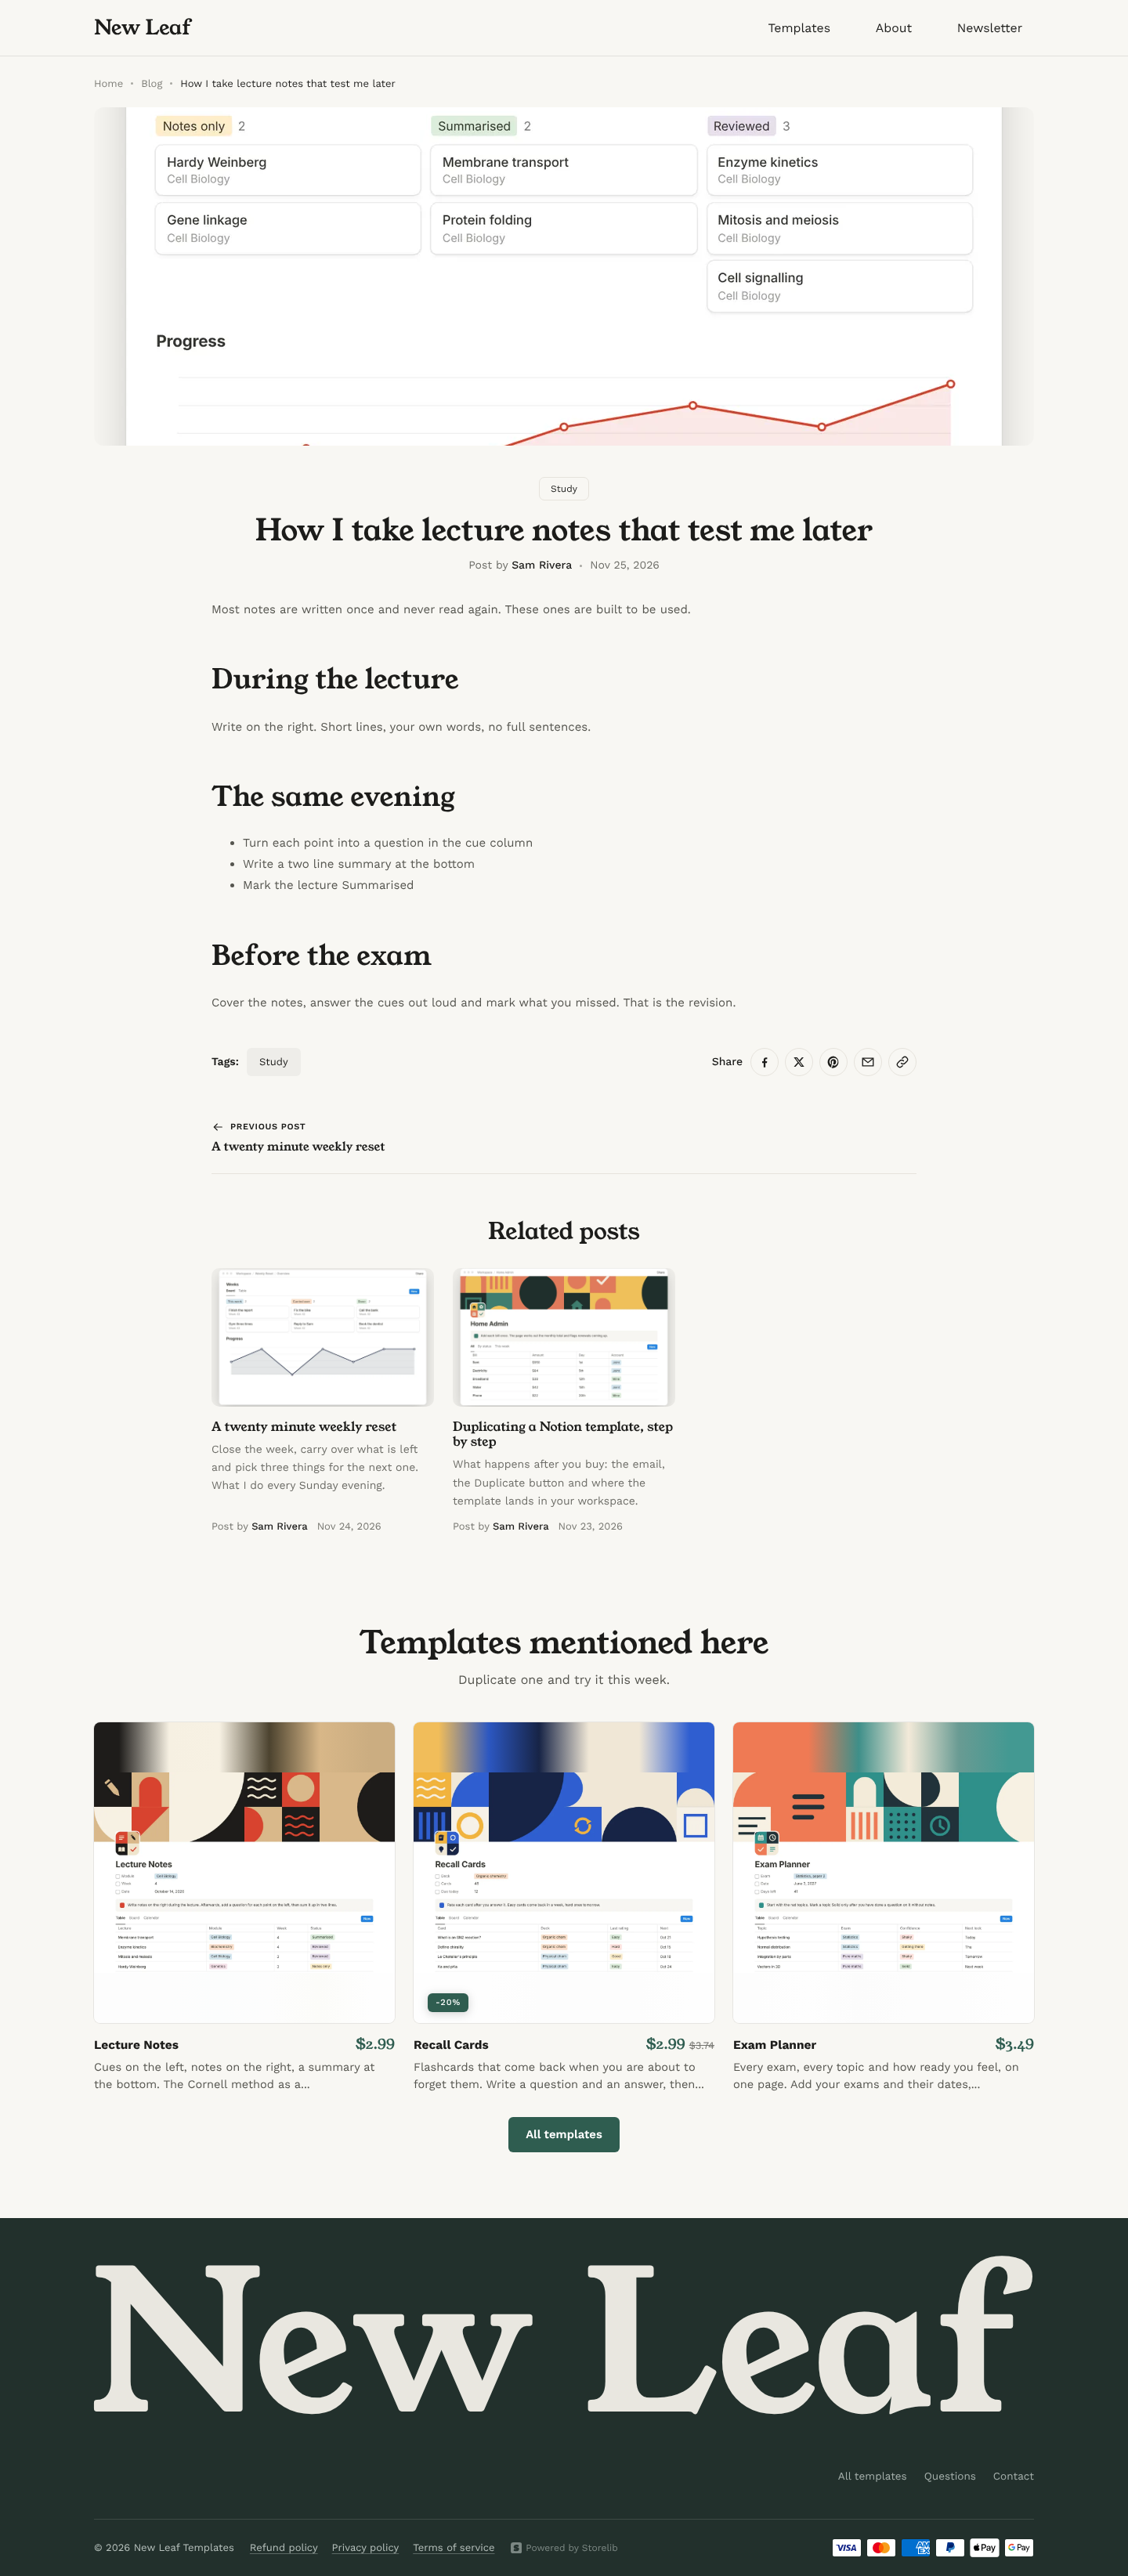 New Leaf
Templates About Newsletter
Home • Blog • How I take lecture notes that test me later
Notes only 2
Summarised 2
Reviewed 3
Hardy Weinberg
Cell Biology
Membrane transport
Cell Biology
Enzyme kinetics
Cell Biology
Gene linkage
Cell Biology
Protein folding
Cell Biology
Mitosis and meiosis
Cell Biology
Cell signalling
Cell Biology
Progress
Study
How I take lecture notes that test me later
Post by Sam Rivera • Nov 25, 2026
Most notes are written once and never read again. These ones are built to be used.
During the lecture
Write on the right. Short lines, your own words, no full sentences.
The same evening
• Turn each point into a question in the cue column
• Write a two line summary at the bottom
• Mark the lecture Summarised
Before the exam
Cover the notes, answer the cues out loud and mark what you missed. That is the revision.
Tags: Study
Share
PREVIOUS POST
A twenty minute weekly reset
Related posts
Weeks
Progress
Home Admin
A twenty minute weekly reset
Close the week, carry over what is left
and pick three things for the next one.
What I do every Sunday evening.
Post by Sam Rivera Nov 24, 2026
Duplicating a Notion template, step
by step
What happens after you buy: the email,
the Duplicate button and where the
template lands in your workspace.
Post by Sam Rivera Nov 23, 2026
Templates mentioned here
Duplicate one and try it this week.
Lecture Notes
Recall Cards
Exam Planner
-20%
Lecture Notes $2.99
Cues on the left, notes on the right, a summary at
the bottom. The Cornell method as a...
Recall Cards $2.99 $3.74
Flashcards that come back when you are about to
forget them. Write a question and an answer, then...
Exam Planner $3.49
Every exam, every topic and how ready you feel, on
one page. Add your exams and their dates,...
All templates
New Leaf
All templates Questions Contact
© 2026 New Leaf Templates Refund policy Privacy policy Terms of service Powered by Storelib
VISA AMEX Pay G Pay